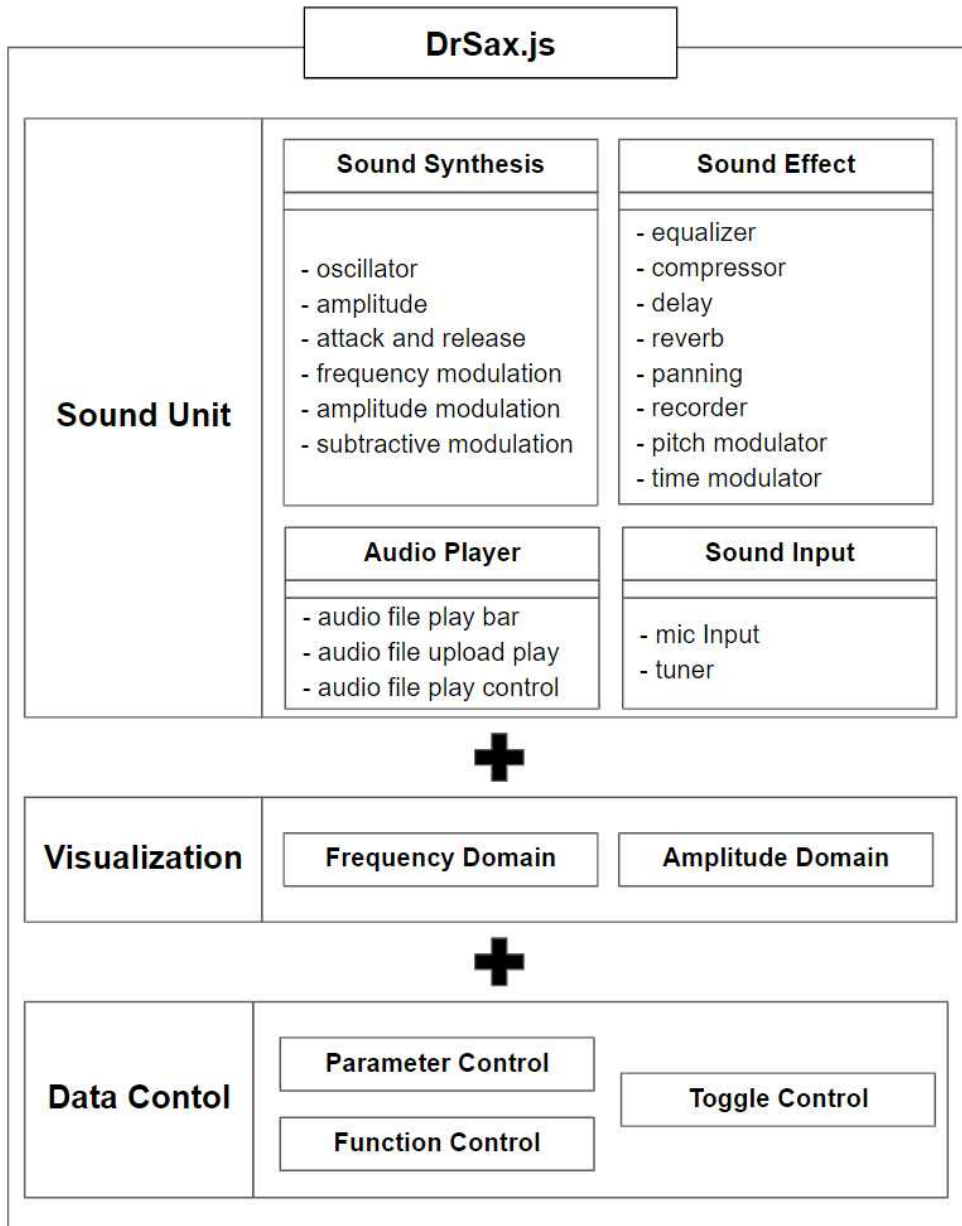 DrSax.js
Sound Unit
Sound Synthesis
- oscillator
- amplitude
- attack and release
- frequency modulation
- amplitude modulation
- subtractive modulation
Sound Effect
- equalizer
- compressor
- delay
- reverb
- panning
- recorder
- pitch modulator
- time modulator
Audio Player
- audio file play bar
- audio file upload play
- audio file play control
Sound Input
- mic Input
- tuner
Visualization
Frequency Domain
Amplitude Domain
Data Contol
Parameter Control
Function Control
Toggle Control